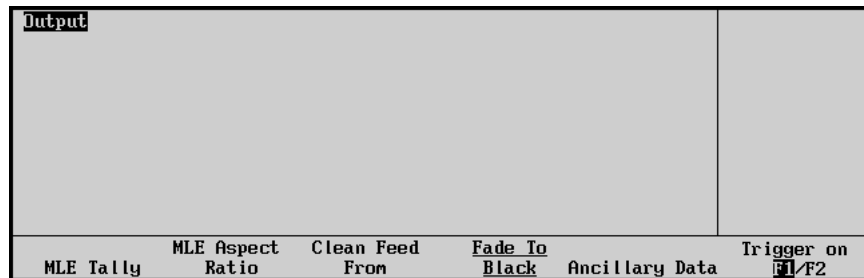 Output
MLE Aspect Clean Feed Fade To Trigger on
MLE Tally Ratio From Black Ancillary Data F1/F2